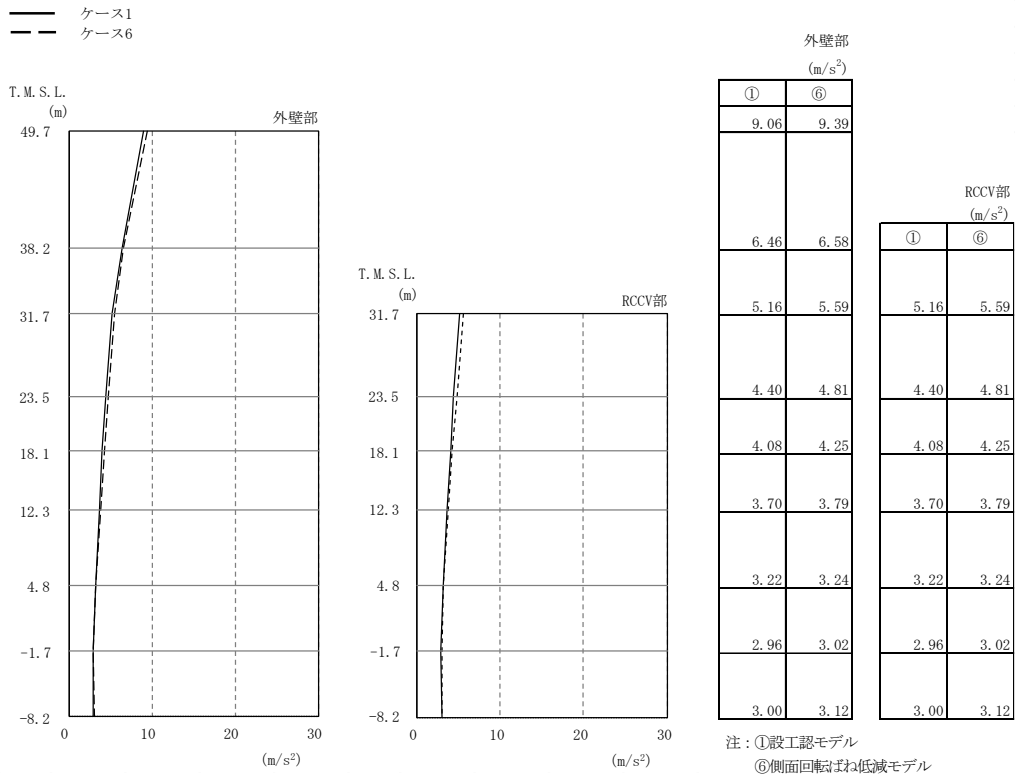 ケース1
ケース6
T.M.S.L.
(m)
外壁部
49.7
38.2
31.7
23.5
18.1
12.3
4.8
-1.7
-8.2
0 10 20 30
(m/s²)
T.M.S.L.
(m)
RCCV部
31.7
23.5
18.1
12.3
4.8
-1.7
-8.2
0 10 20 30
(m/s²)
外壁部
(m/s²)
① ⑥
9.06 9.39
6.46 6.58
5.16 5.59
4.40 4.81
4.08 4.25
3.70 3.79
3.22 3.24
2.96 3.02
3.00 3.12
RCCV部
(m/s²)
① ⑥
5.16 5.59
4.40 4.81
4.08 4.25
3.70 3.79
3.22 3.24
2.96 3.02
3.00 3.12
注:①設工認モデル
⑥側面回転ばね低減モデル